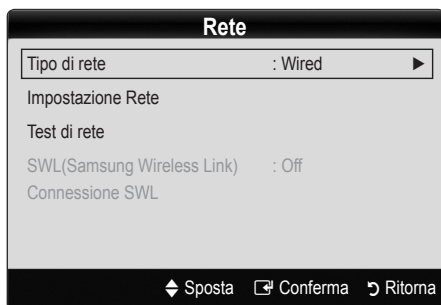 Rete
Tipo di rete : Wired ►
Impostazione Rete
Test di rete
SWL(Samsung Wireless Link) : Off
Connessione SWL
Sposta Conferma Ritorna